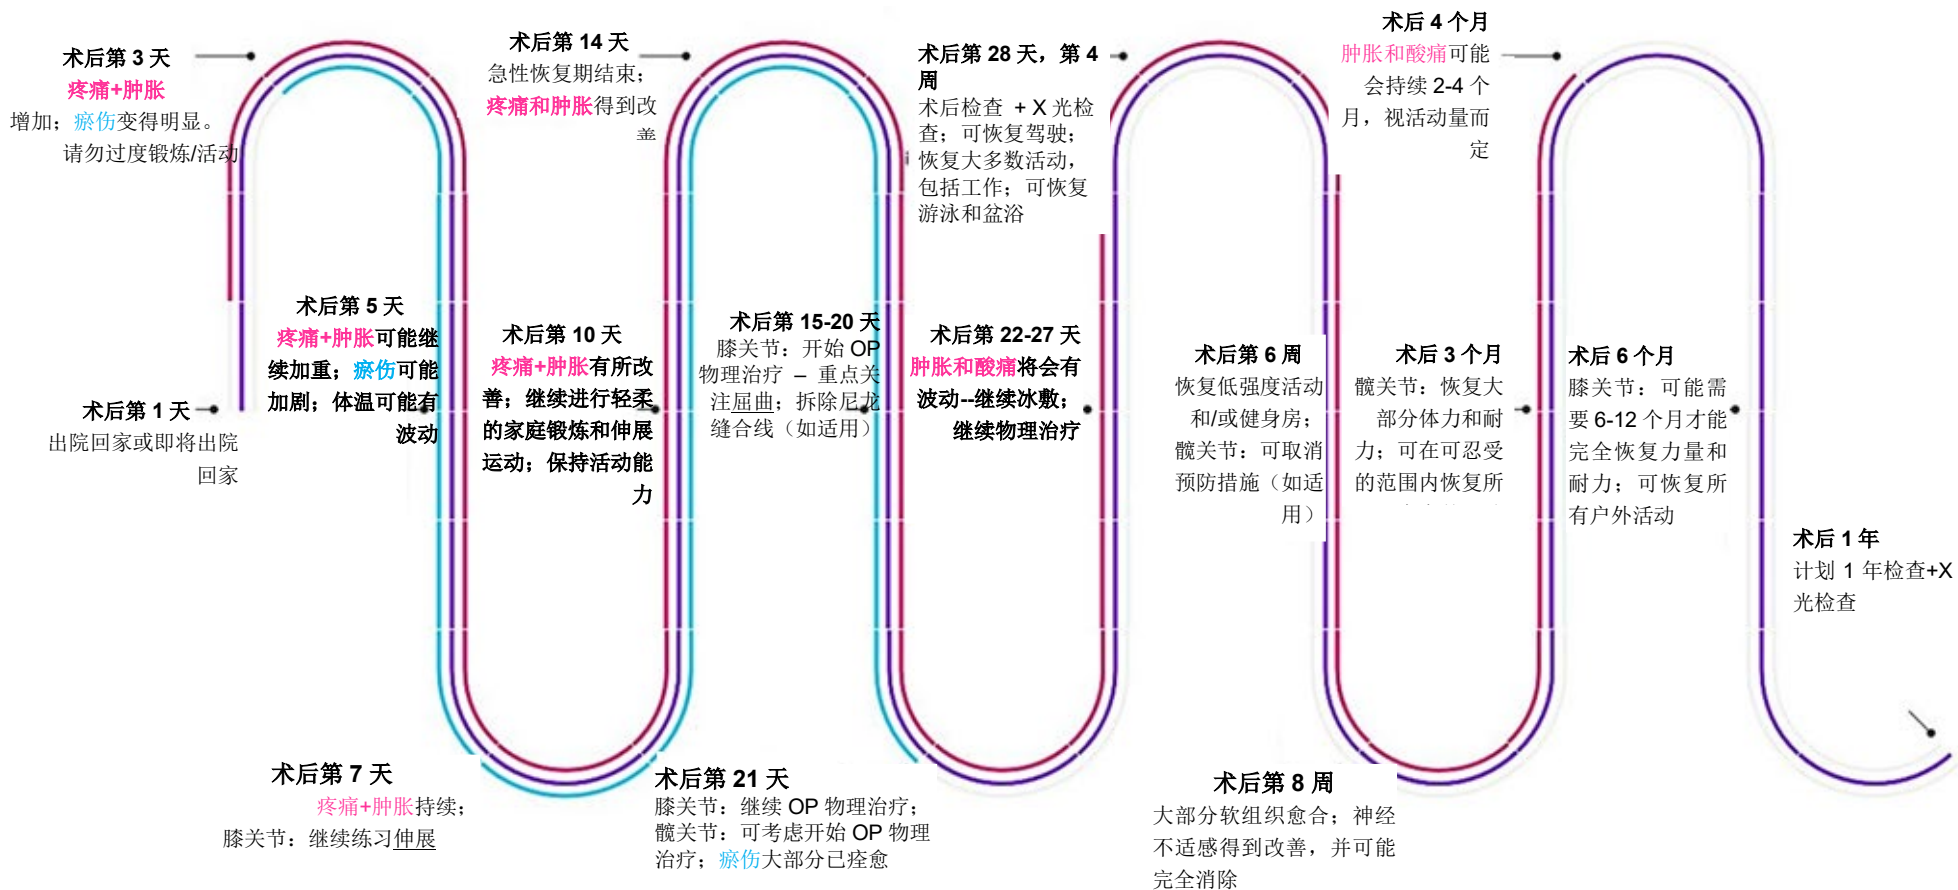 术后第 3 天
疼痛+肿胀
增加；瘀伤变得明显。
请勿过度锻炼/活动
术后第 14 天
急性恢复期结束；
疼痛和肿胀得到改
善
术后第 28 天，第 4
周
术后检查 + X 光检
查；可恢复驾驶；
恢复大多数活动，
包括工作；可恢复
游泳和盆浴
术后 4 个月
肿胀和酸痛可能
会持续 2-4 个
月，视活动量而
定
术后第 1 天
出院回家或即将出院
回家
术后第 5 天
疼痛+肿胀可能继
续加重；瘀伤可能
加剧；体温可能有
波动
术后第 10 天
疼痛+肿胀有所改
善；继续进行轻柔
的家庭锻炼和伸展
运动；保持活动能
力
术后第 15-20 天
膝关节：开始 OP
物理治疗 – 重点关
注屈曲；拆除尼龙
缝合线（如适用）
术后第 22-27 天
肿胀和酸痛将会有
波动--继续冰敷；
继续物理治疗
术后第 6 周
恢复低强度活动
和/或健身房；
髋关节：可取消
预防措施（如适
用）
术后 3 个月
髋关节：恢复大
部分体力和耐
力；可在可忍受
的范围内恢复所
术后 6 个月
膝关节：可能需
要 6-12 个月才能
完全恢复力量和
耐力；可恢复所
有户外活动
术后 1 年
计划 1 年检查+X
光检查
术后第 7 天
疼痛+肿胀持续；
膝关节：继续练习伸展
术后第 21 天
膝关节：继续 OP 物理治疗；
髋关节：可考虑开始 OP 物理
治疗；瘀伤大部分已痊愈
术后第 8 周
大部分软组织愈合；神经
不适感得到改善，并可能
完全消除